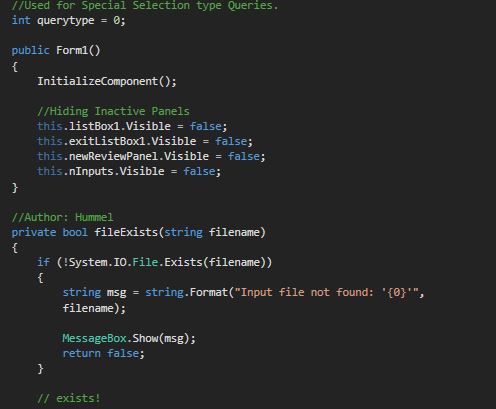 //Used for Special Selection type Queries.
int querytype = 0;
public Form1()
{
InitializeComponent();
//Hiding Inactive Panels
this.listBox1.Visible = false;
this.exitListBox1.Visible = false;
this.newReviewPanel.Visible = false;
this.nInputs.Visible = false;
}
//Author: Hummel
private bool fileExists(string filename)
{
if (!System.IO.File.Exists(filename))
{
string msg = string.Format("Input file not found: '{0}'",
filename);
MessageBox.Show(msg);
return false;
}
// exists!